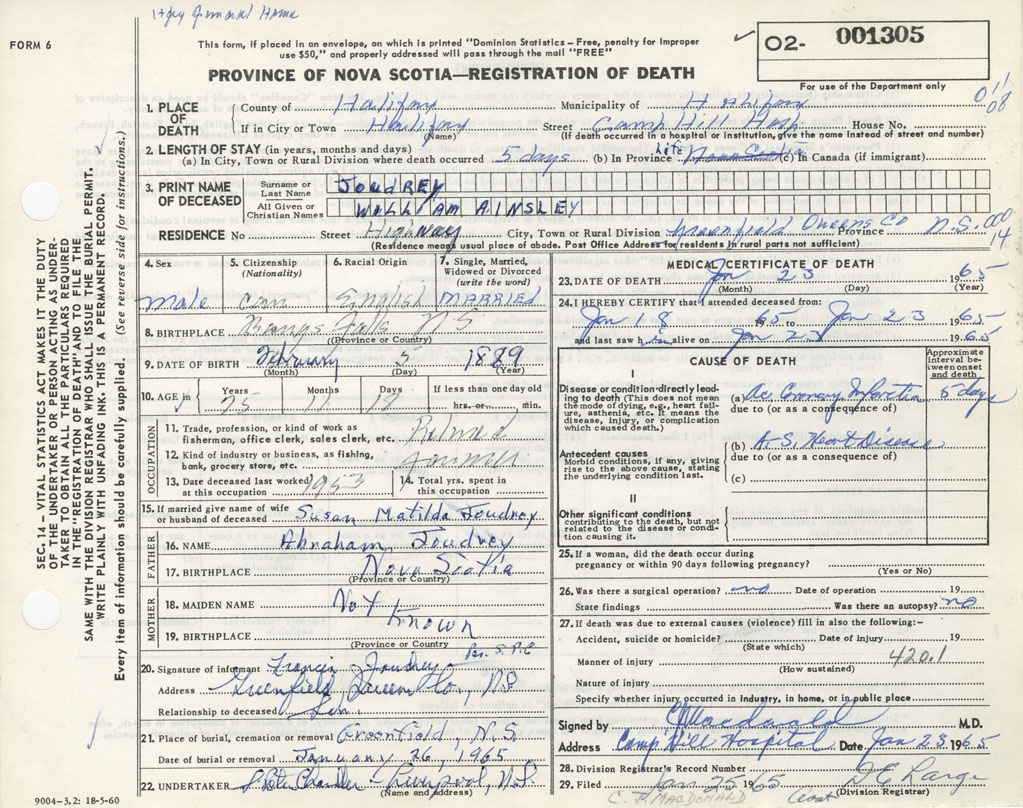 FORM 6
This form, if placed in an envelope, on which is printed "Dominion Statistics – Free, penalty for improper
use $50," and properly addressed will pass through the mail "FREE"
✓ 02- 001305
For use of the Department only
PROVINCE OF NOVA SCOTIA—REGISTRATION OF DEATH
SEC. 14 – VITAL STATISTICS ACT MAKES IT THE DUTY
OF THE UNDERTAKER OR PERSON ACTING AS UNDER-
TAKER TO OBTAIN ALL THE PARTICULARS REQUIRED
IN THE "REGISTRATION OF DEATH" AND TO FILE THE
SAME WITH THE DIVISION REGISTRAR WHO SHALL ISSUE THE BURIAL PERMIT.
WRITE PLAINLY WITH UNFADING INK. THIS IS A PERMANENT RECORD.
Every item of information should be carefully supplied. (See reverse side for instructions.)
1. PLACE OF DEATH
County of Halifax Municipality of Halifax
If in City or Town Halifax Street Camp Hill Hosp House No.
(Name) (If death occurred in a hospital or institution, give the name instead of street and number)
2. LENGTH OF STAY (in years, months and days)
(a) In City, Town or Rural Division where death occurred 5 days (b) In Province Life Nova Scotia (c) In Canada (if immigrant)
3. PRINT NAME OF DECEASED
Surname or Last Name JOUDREY
All Given or Christian Names WILLIAM AINSLEY
RESIDENCE No Street Highway City, Town or Rural Division Greenfield Queens Co Province N.S.
14
(Residence means usual place of abode. Post Office Address for residents in rural parts not sufficient)
4. Sex Male
5. Citizenship (Nationality) Can
6. Racial Origin English
7. Single, Married, Widowed or Divorced (write the word) MARRIED
8. BIRTHPLACE Bangs Falls N S
(Province or Country)
9. DATE OF BIRTH February 5 1889
(Month) (Day) (Year)
10. AGE in Years 75 Months 11 Days 18 If less than one day old hrs. or min.
OCCUPATION
11. Trade, profession, or kind of work as
fisherman, office clerk, sales clerk, etc. Retired
12. Kind of industry or business, as fishing,
bank, grocery store, etc.
13. Date deceased last worked at this occupation 1953
14. Total yrs. spent in this occupation
15. If married give name of wife or husband of deceased Susan Matilda Joudrey
FATHER
16. NAME Abraham Joudrey
17. BIRTHPLACE Nova Scotia
(Province or Country)
MOTHER
18. MAIDEN NAME Not
19. BIRTHPLACE Known
(Province or Country)
20. Signature of informant Francis Joudrey Per. S.P.C
Address Greenfield, Queens Co., N.S
Relationship to deceased Son
21. Place of burial, cremation or removal Greenfield, N.S.
Date of burial or removal January 26, 1965
22. UNDERTAKER Chandler - Liverpool, N.S.
(Name and address)
9004–3.2: 18-5-60
MEDICAL CERTIFICATE OF DEATH
23. DATE OF DEATH Jan 23 1965
(Month) (Day) (Year)
24. I HEREBY CERTIFY that I attended deceased from:
Jan 18 1965 to Jan 23 1965
and last saw him alive on Jan 23 1965
CAUSE OF DEATH
Approximate interval between onset and death
I
Disease or condition directly leading to death (This does not mean the mode of dying, e.g., heart failure, asthenia, etc. It means the disease, injury, or complication which caused death.)
(a) Ac Coronary Infarction 5 days
due to (or as a consequence of)
Antecedent causes
Morbid conditions, if any, giving rise to the above cause, stating the underlying condition last.
(b) A-S. Heart Disease
due to (or as a consequence of)
(c)
II
Other significant conditions
contributing to the death, but not related to the disease or condition causing it.
25. If a woman, did the death occur during
pregnancy or within 90 days following pregnancy?
(Yes or No)
26. Was there a surgical operation? no Date of operation 19
State findings Was there an autopsy? no
27. If death was due to external causes (violence) fill in also the following:–
Accident, suicide or homicide? Date of injury 19
(State which)
Manner of injury 420.1
(How sustained)
Nature of injury
Specify whether injury occurred in industry, in home, or in public place
Signed by CJ Macdonald M.D.
Address Camp Hill Hospital Date Jan 23 1965
28. Division Registrar's Record Number
29. Filed Jan 25 1965 D E Large
(Division Registrar)
C. J. MACDONALD